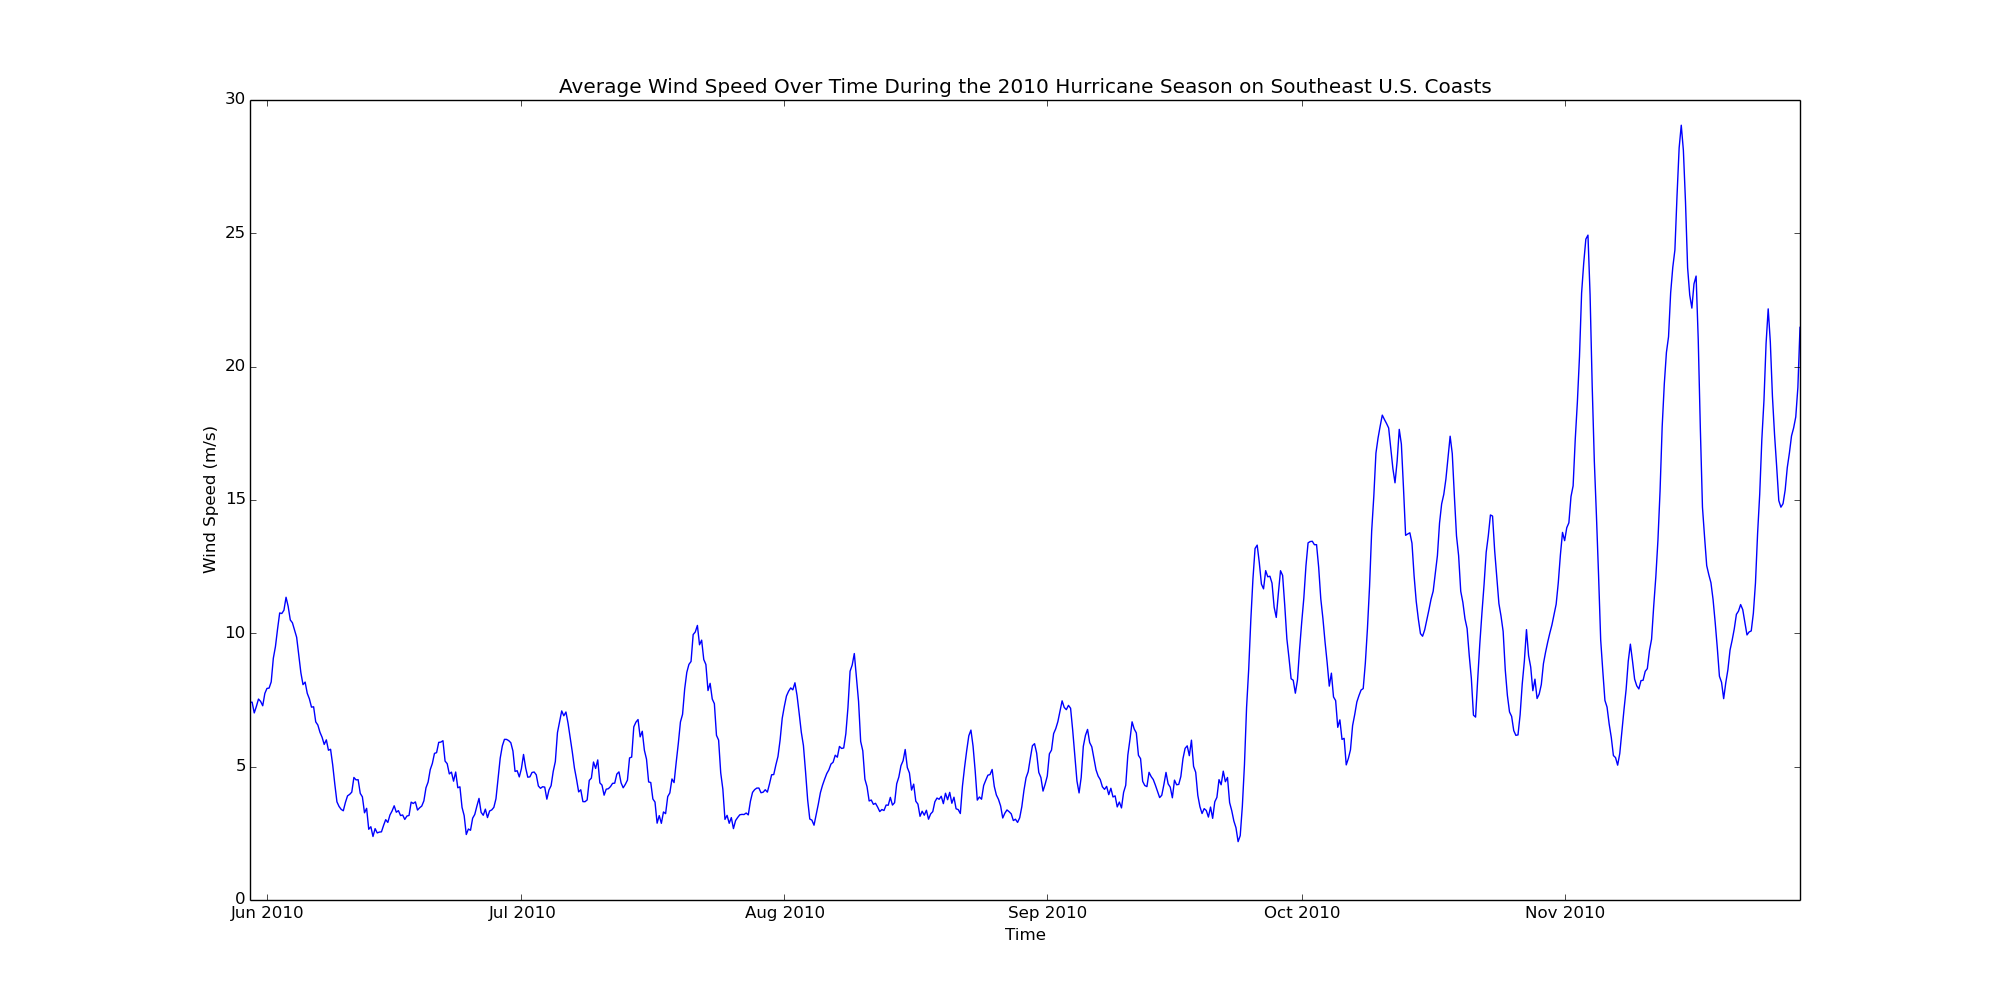 Average Wind Speed Over Time During the 2010 Hurricane Season on Southeast U.S. Coasts
30
25
20
15
10
5
0
Wind Speed (m/s)
Jun 2010
Jul 2010
Aug 2010
Sep 2010
Oct 2010
Nov 2010
Time